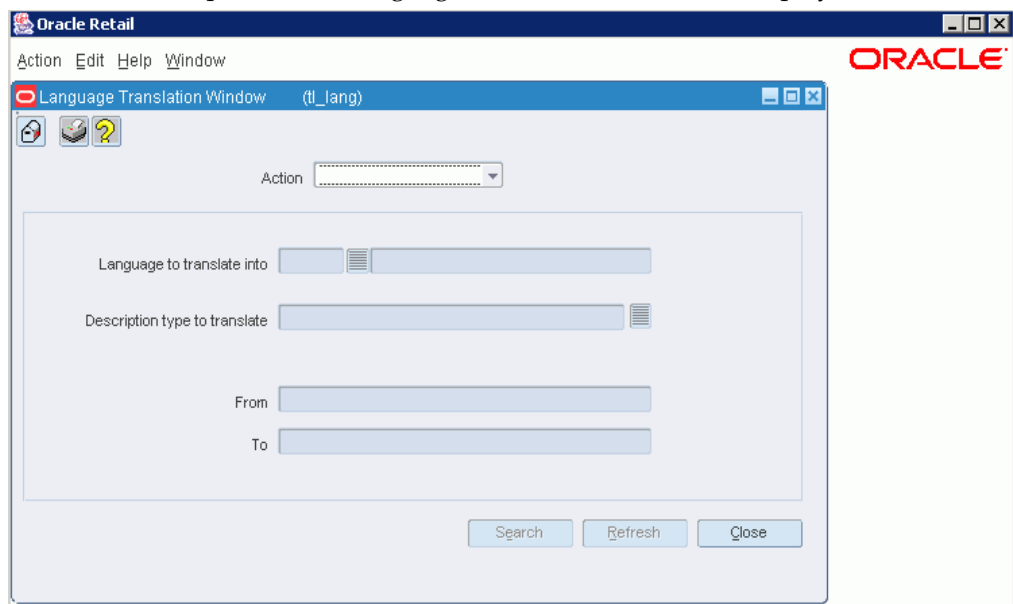 Oracle Retail
Action Edit Help Window
ORACLE
Language Translation Window (tl_lang)
Action
Language to translate into
Description type to translate
From
To
Search Refresh Close